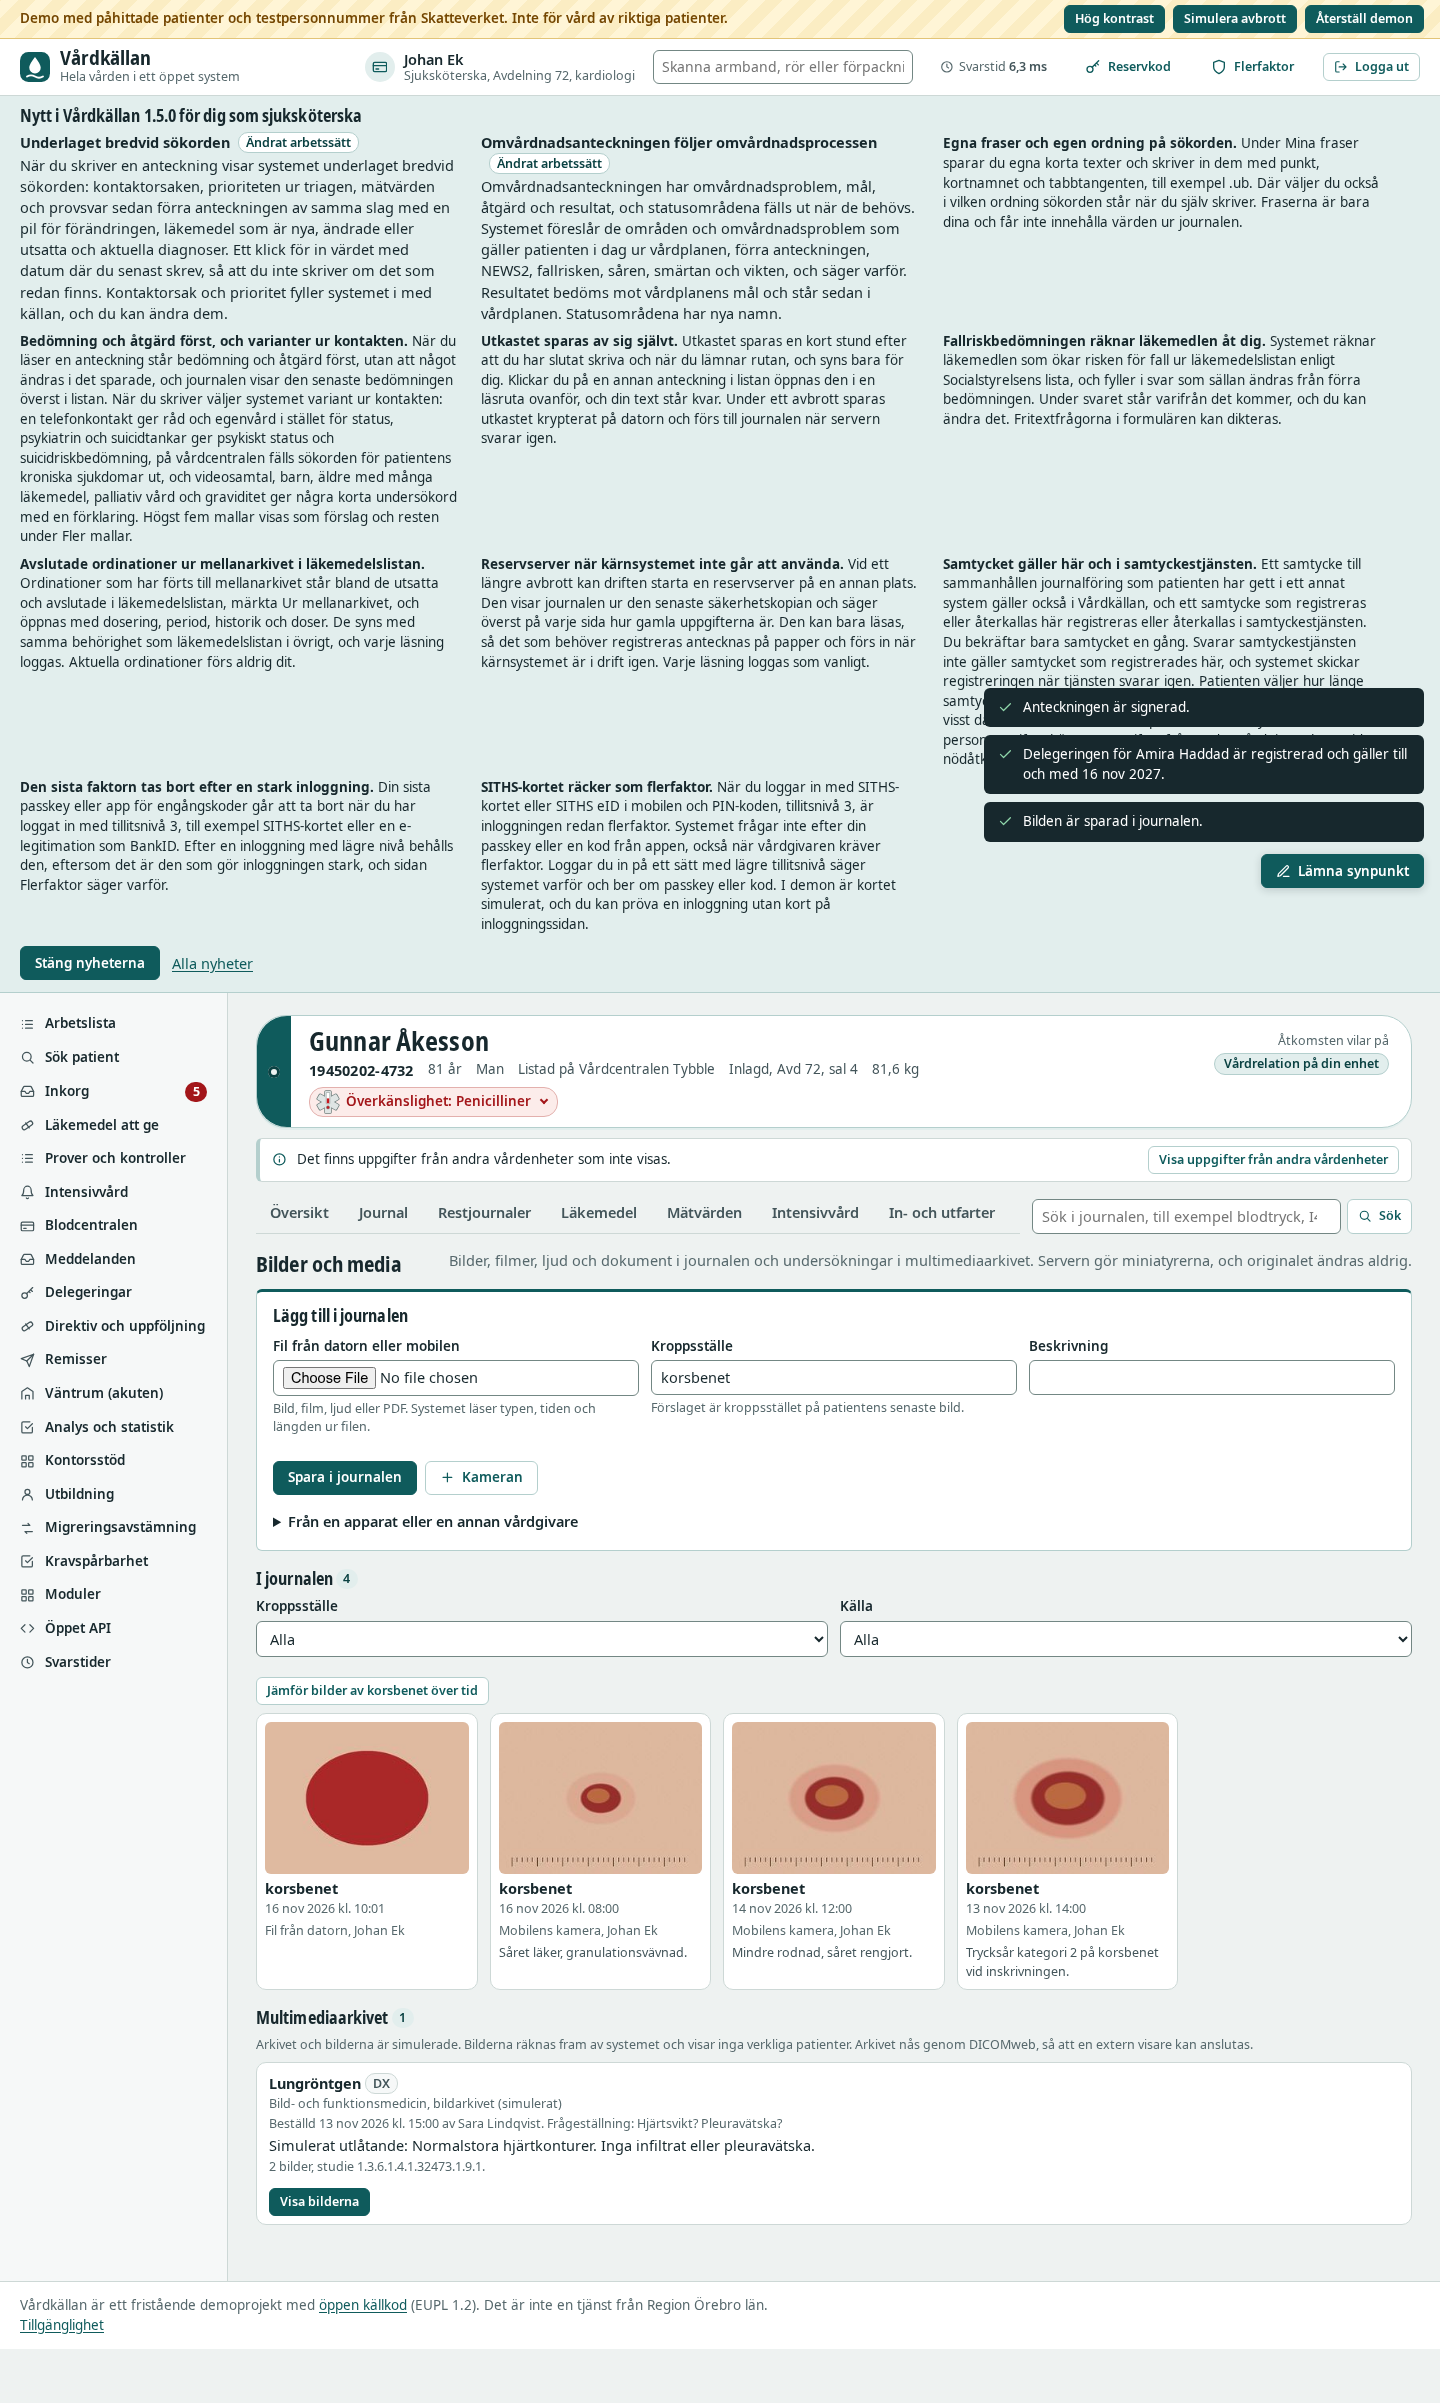 Demo med påhittade patienter och testpersonnummer från Skatteverket. Inte för vård av riktiga patienter.
Hög kontrast
Simulera avbrott
Återställ demon
Vårdkällan
Hela vården i ett öppet system
Johan Ek
Sjuksköterska, Avdelning 72, kardiologi
Skanna armband, rör eller förpackni
Svarstid 6,3 ms
Reservkod
Flerfaktor
Logga ut
Nytt i Vårdkällan 1.5.0 för dig som sjuksköterska
Underlaget bredvid sökorden Ändrat arbetssätt
När du skriver en anteckning visar systemet underlaget bredvid
sökorden: kontaktorsaken, prioriteten ur triagen, mätvärden
och provsvar sedan förra anteckningen av samma slag med en
pil för förändringen, läkemedel som är nya, ändrade eller
utsatta och aktuella diagnoser. Ett klick för in värdet med
datum där du senast skrev, så att du inte skriver om det som
redan finns. Kontaktorsak och prioritet fyller systemet i med
källan, och du kan ändra dem.
Omvårdnadsanteckningen följer omvårdnadsprocessen
Ändrat arbetssätt
Omvårdnadsanteckningen har omvårdnadsproblem, mål,
åtgärd och resultat, och statusområdena fälls ut när de behövs.
Systemet föreslår de områden och omvårdnadsproblem som
gäller patienten i dag ur vårdplanen, förra anteckningen,
NEWS2, fallrisken, såren, smärtan och vikten, och säger varför.
Resultatet bedöms mot vårdplanens mål och står sedan i
vårdplanen. Statusområdena har nya namn.
Egna fraser och egen ordning på sökorden. Under Mina fraser
sparar du egna korta texter och skriver in dem med punkt,
kortnamnet och tabbtangenten, till exempel .ub. Där väljer du också
i vilken ordning sökorden står när du själv skriver. Fraserna är bara
dina och får inte innehålla värden ur journalen.
Bedömning och åtgärd först, och varianter ur kontakten. När du
läser en anteckning står bedömning och åtgärd först, utan att något
ändras i det sparade, och journalen visar den senaste bedömningen
överst i listan. När du skriver väljer systemet variant ur kontakten:
en telefonkontakt ger råd och egenvård i stället för status,
psykiatrin och suicidtankar ger psykiskt status och
suicidriskbedömning, på vårdcentralen fälls sökorden för patientens
kroniska sjukdomar ut, och videosamtal, barn, äldre med många
läkemedel, palliativ vård och graviditet ger några korta undersökord
med en förklaring. Högst fem mallar visas som förslag och resten
under Fler mallar.
Utkastet sparas av sig självt. Utkastet sparas en kort stund efter
att du har slutat skriva och när du lämnar rutan, och syns bara för
dig. Klickar du på en annan anteckning i listan öppnas den i en
läsruta ovanför, och din text står kvar. Under ett avbrott sparas
utkastet krypterat på datorn och förs till journalen när servern
svarar igen.
Fallriskbedömningen räknar läkemedlen åt dig. Systemet räknar
läkemedlen som ökar risken för fall ur läkemedelslistan enligt
Socialstyrelsens lista, och fyller i svar som sällan ändras från förra
bedömningen. Under svaret står varifrån det kommer, och du kan
ändra det. Fritextfrågorna i formulären kan dikteras.
Avslutade ordinationer ur mellanarkivet i läkemedelslistan.
Ordinationer som har förts till mellanarkivet står bland de utsatta
och avslutade i läkemedelslistan, märkta Ur mellanarkivet, och
öppnas med dosering, period, historik och doser. De syns med
samma behörighet som läkemedelslistan i övrigt, och varje läsning
loggas. Aktuella ordinationer förs aldrig dit.
Reservserver när kärnsystemet inte går att använda. Vid ett
längre avbrott kan driften starta en reservserver på en annan plats.
Den visar journalen ur den senaste säkerhetskopian och säger
överst på varje sida hur gamla uppgifterna är. Den kan bara läsas,
så det som behöver registreras antecknas på papper och förs in när
kärnsystemet är i drift igen. Varje läsning loggas som vanligt.
Samtycket gäller här och i samtyckestjänsten. Ett samtycke till
sammanhållen journalföring som patienten har gett i ett annat
system gäller också i Vårdkällan, och ett samtycke som registreras
eller återkallas här registreras eller återkallas i samtyckestjänsten.
Du bekräftar bara samtycket en gång. Svarar samtyckestjänsten
inte gäller samtycket som registrerades här, och systemet skickar
registreringen när tjänsten svarar igen. Patienten väljer hur länge
Anteckningen är signerad.
Delegeringen för Amira Haddad är registrerad och gäller till
och med 16 nov 2027.
Bilden är sparad i journalen.
Lämna synpunkt
Den sista faktorn tas bort efter en stark inloggning. Din sista
passkey eller app för engångskoder går att ta bort när du har
loggat in med tillitsnivå 3, till exempel SITHS-kortet eller en e-
legitimation som BankID. Efter en inloggning med lägre nivå behålls
den, eftersom det är den som gör inloggningen stark, och sidan
Flerfaktor säger varför.
SITHS-kortet räcker som flerfaktor. När du loggar in med SITHS-
kortet eller SITHS eID i mobilen och PIN-koden, tillitsnivå 3, är
inloggningen redan flerfaktor. Systemet frågar inte efter din
passkey eller en kod från appen, också när vårdgivaren kräver
flerfaktor. Loggar du in på ett sätt med lägre tillitsnivå säger
systemet varför och ber om passkey eller kod. I demon är kortet
simulerat, och du kan pröva en inloggning utan kort på
inloggningssidan.
Stäng nyheterna
Alla nyheter
Arbetslista
Sök patient
Inkorg 5
Läkemedel att ge
Prover och kontroller
Intensivvård
Blodcentralen
Meddelanden
Delegeringar
Direktiv och uppföljning
Remisser
Väntrum (akuten)
Analys och statistik
Kontorsstöd
Utbildning
Migreringsavstämning
Kravspårbarhet
Moduler
Öppet API
Svarstider
Gunnar Åkesson
19450202-4732 81 år Man Listad på Vårdcentralen Tybble Inlagd, Avd 72, sal 4 81,6 kg
Överkänslighet: Penicilliner
Åtkomsten vilar på
Vårdrelation på din enhet
Det finns uppgifter från andra vårdenheter som inte visas.
Visa uppgifter från andra vårdenheter
Översikt
Journal
Restjournaler
Läkemedel
Mätvärden
Intensivvård
In- och utfarter
Sök i journalen, till exempel blodtryck, I
Sök
Bilder och media
Bilder, filmer, ljud och dokument i journalen och undersökningar i multimediaarkivet. Servern gör miniatyrerna, och originalet ändras aldrig.
Lägg till i journalen
Fil från datorn eller mobilen
Choose File No file chosen
Bild, film, ljud eller PDF. Systemet läser typen, tiden och
längden ur filen.
Kroppsställe
korsbenet
Förslaget är kroppsstället på patientens senaste bild.
Beskrivning
Spara i journalen
Kameran
Från en apparat eller en annan vårdgivare
I journalen 4
Kroppsställe
Alla
Källa
Alla
Jämför bilder av korsbenet över tid
korsbenet
16 nov 2026 kl. 10:01
Fil från datorn, Johan Ek
korsbenet
16 nov 2026 kl. 08:00
Mobilens kamera, Johan Ek
Såret läker, granulationsvävnad.
korsbenet
14 nov 2026 kl. 12:00
Mobilens kamera, Johan Ek
Mindre rodnad, såret rengjort.
korsbenet
13 nov 2026 kl. 14:00
Mobilens kamera, Johan Ek
Trycksår kategori 2 på korsbenet
vid inskrivningen.
Multimediaarkivet 1
Arkivet och bilderna är simulerade. Bilderna räknas fram av systemet och visar inga verkliga patienter. Arkivet nås genom DICOMweb, så att en extern visare kan anslutas.
Lungröntgen DX
Bild- och funktionsmedicin, bildarkivet (simulerat)
Beställd 13 nov 2026 kl. 15:00 av Sara Lindqvist. Frågeställning: Hjärtsvikt? Pleuravätska?
Simulerat utlåtande: Normalstora hjärtkonturer. Inga infiltrat eller pleuravätska.
2 bilder, studie 1.3.6.1.4.1.32473.1.9.1.
Visa bilderna
Vårdkällan är ett fristående demoprojekt med öppen källkod (EUPL 1.2). Det är inte en tjänst från Region Örebro län.
Tillgänglighet